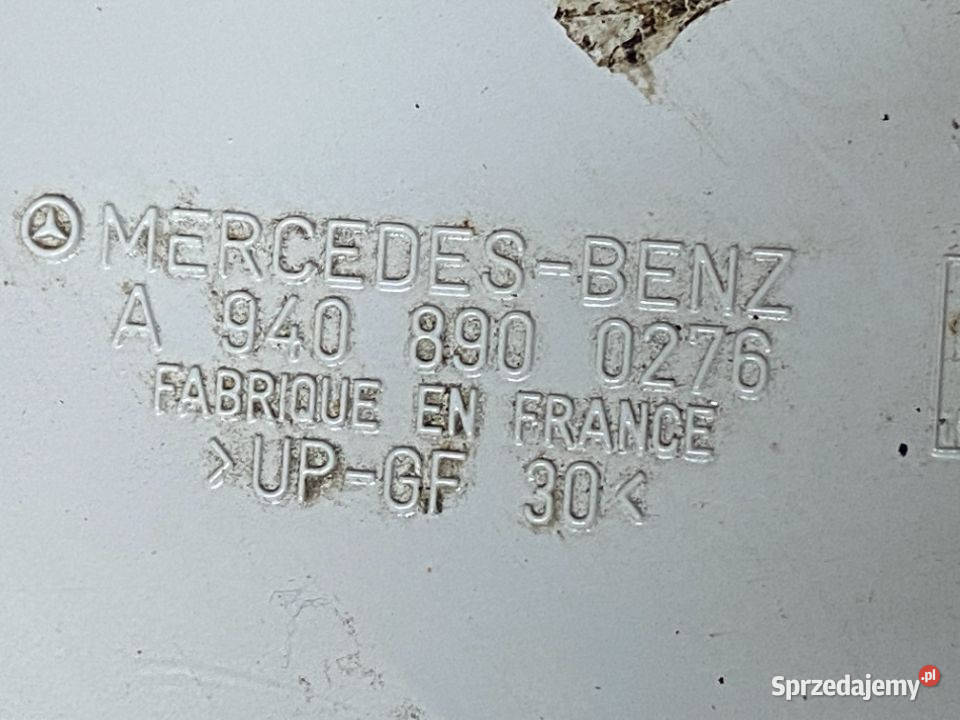 MERCEDES-BENZ
A 940 890 0276
FABRIQUE EN FRANCE
>UP-GF 30<
Sprzedajemy.pl